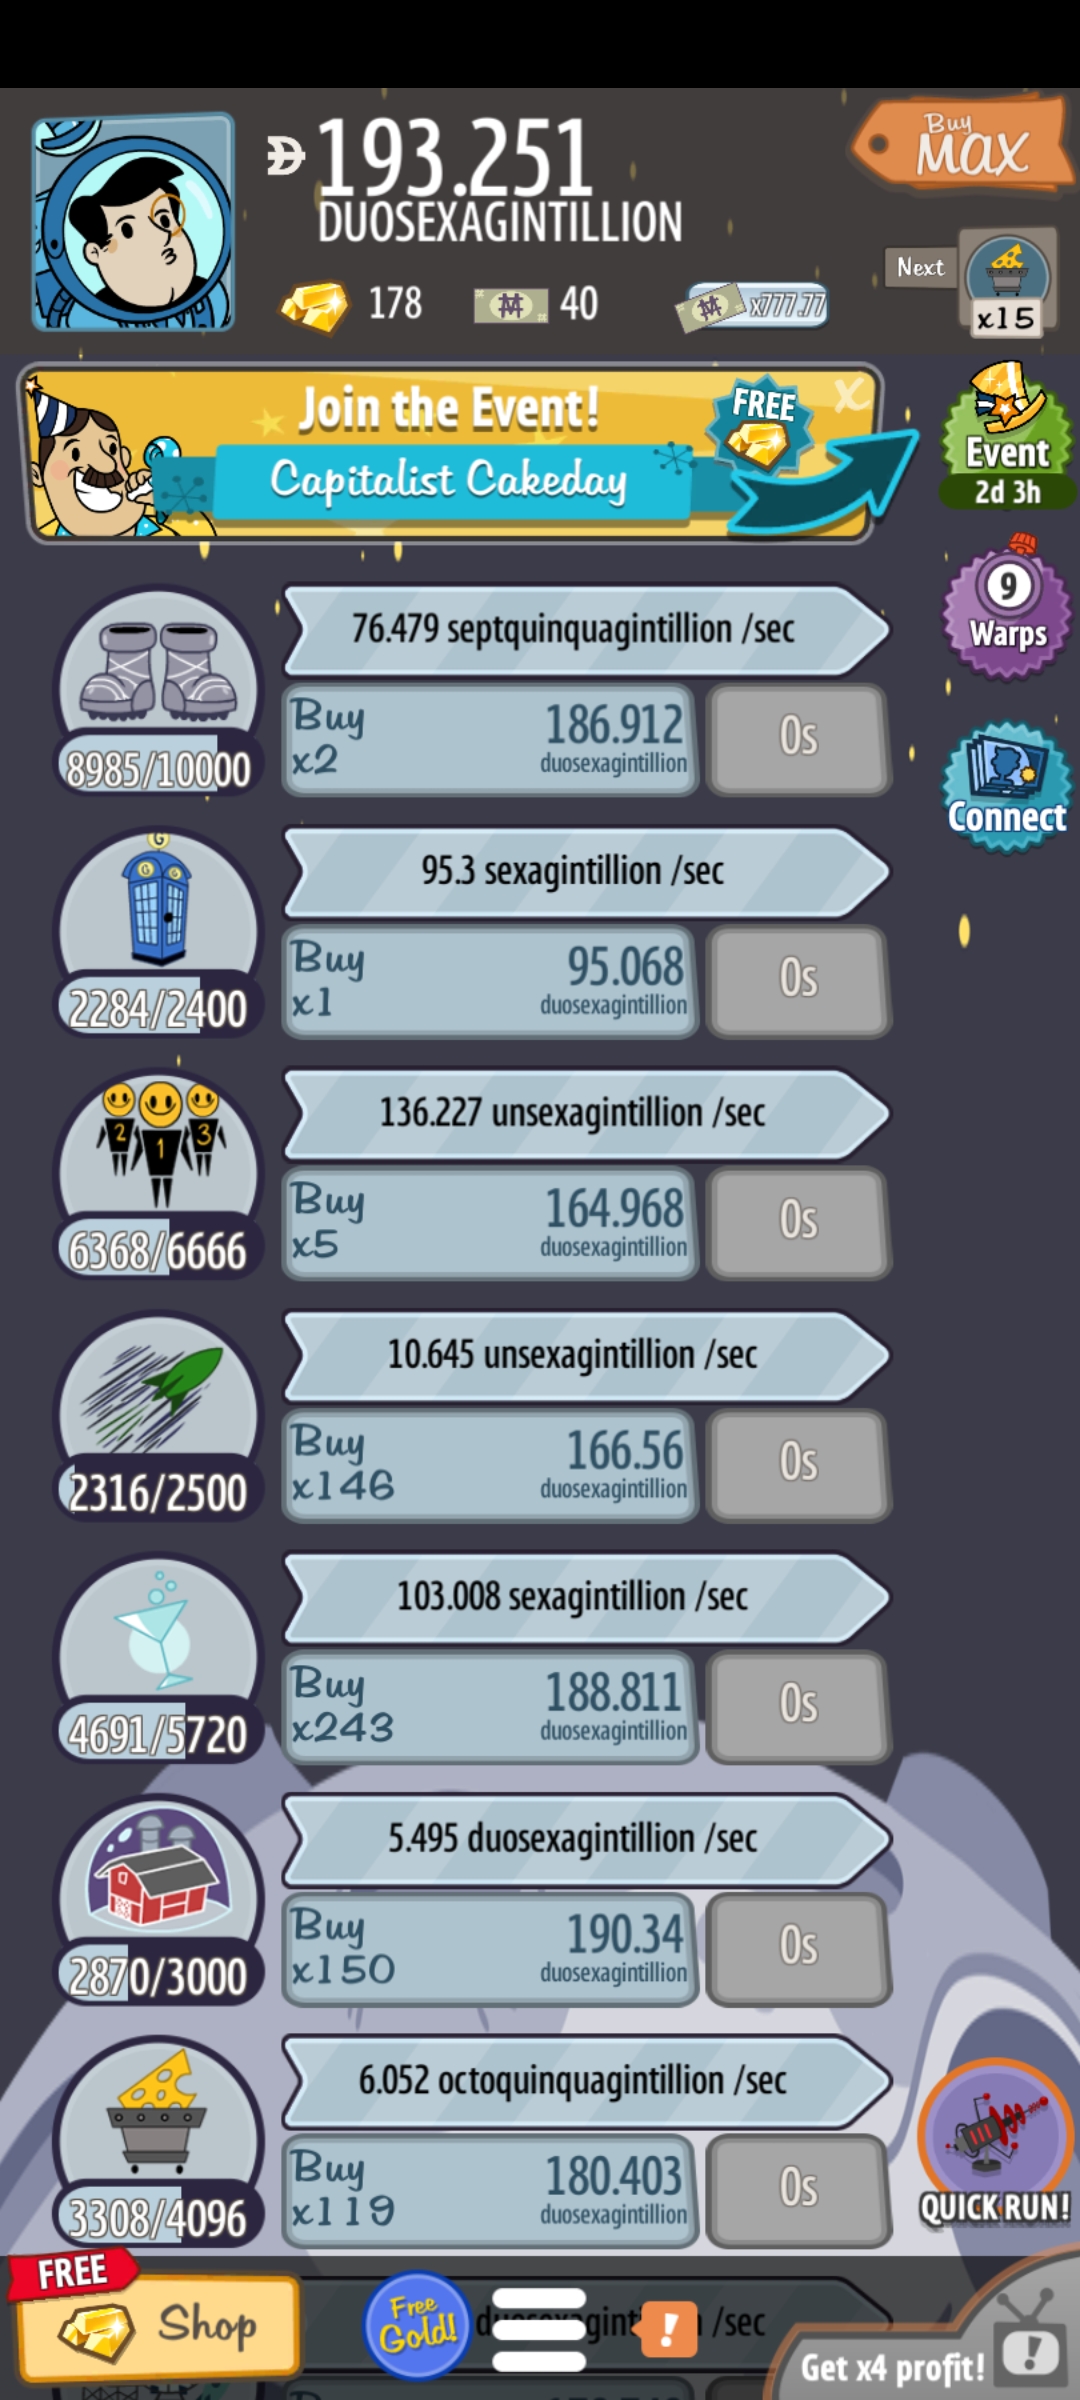 193.251
DUOSEXAGINTILLION
Buy
MAX
178
40
x777.77
Next
x15
Join the Event!
FREE
x
Capitalist Cakeday
Event
2d 3h
76.479 septquinquagintillion /sec
9
Warps
Buy
x2
186.912
duosexagintillion
0s
8985/10000
Connect
G
G G
95.3 sexagintillion /sec
Buy
x1
95.068
duosexagintillion
0s
2284/2400
2 1 3
136.227 unsexagintillion /sec
Buy
x5
164.968
duosexagintillion
0s
6368/6666
10.645 unsexagintillion /sec
Buy
x146
166.56
duosexagintillion
0s
2316/2500
103.008 sexagintillion /sec
Buy
x243
188.811
duosexagintillion
0s
4691/5720
5.495 duosexagintillion /sec
Buy
x150
190.34
duosexagintillion
0s
2870/3000
6.052 octoquinquagintillion /sec
Buy
x119
180.403
duosexagintillion
0s
3308/4096
QUICK RUN!
FREE
Shop
Free
Gold!
!
/sec
Get x4 profit!
!